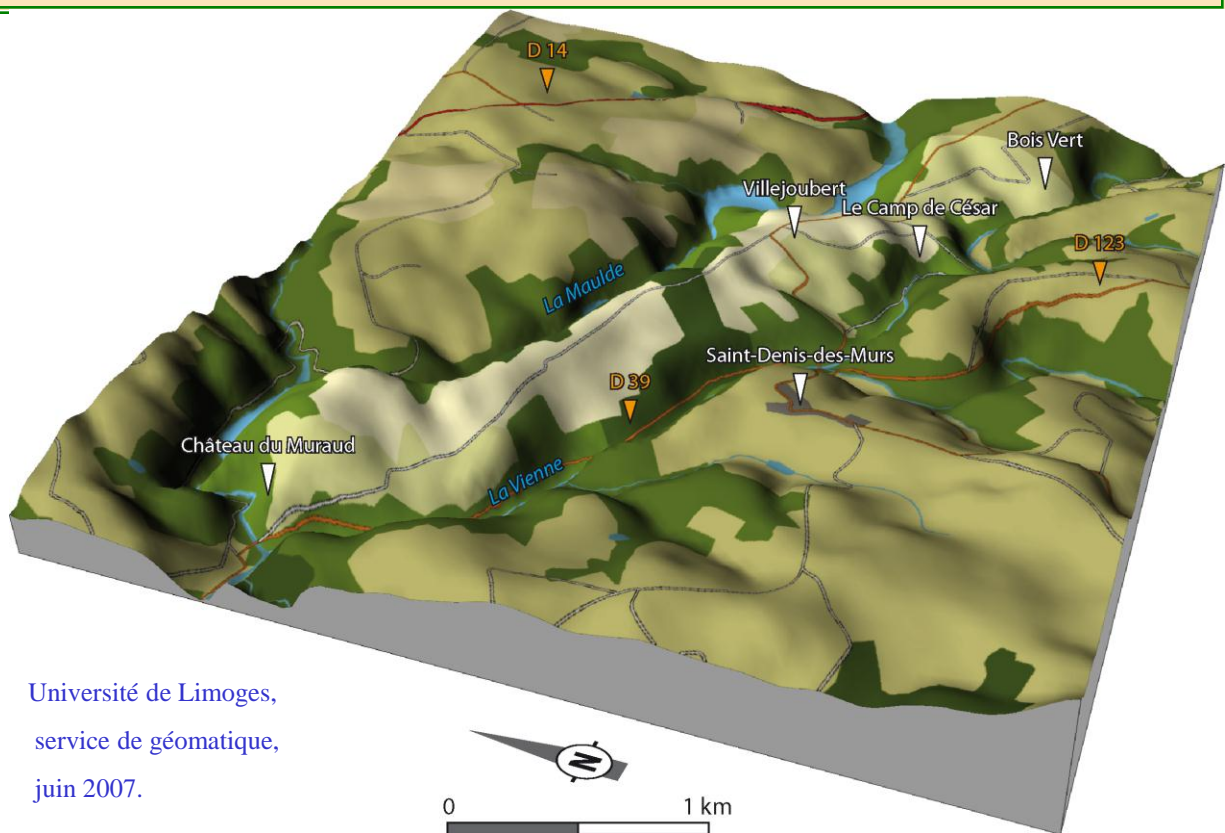 D 14
Bois Vert
Villejoubert
Le Camp de César
D 123
La Maulde
Saint-Denis-des-Murs
D 39
Château du Muraud
La Vienne
Université de Limoges,
service de géomatique,
juin 2007.
N
0 1 km